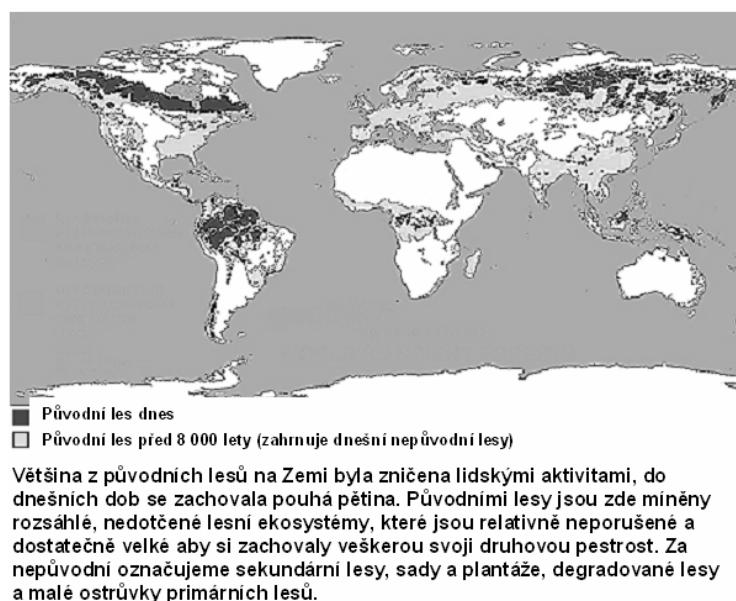 Původní les dnes
Původní les před 8 000 lety (zahrnuje dnešní nepůvodní lesy)
Většina z původních lesů na Zemi byla zničena lidskými aktivitami, do
dnešních dob se zachovala pouhá pětina. Původními lesy jsou zde míněny
rozsáhlé, nedotčené lesní ekosystémy, které jsou relativně neporušené a
dostatečně velké aby si zachovaly veškerou svoji druhovou pestrost. Za
nepůvodní označujeme sekundární lesy, sady a plantáže, degradované lesy
a malé ostrůvky primárních lesů.